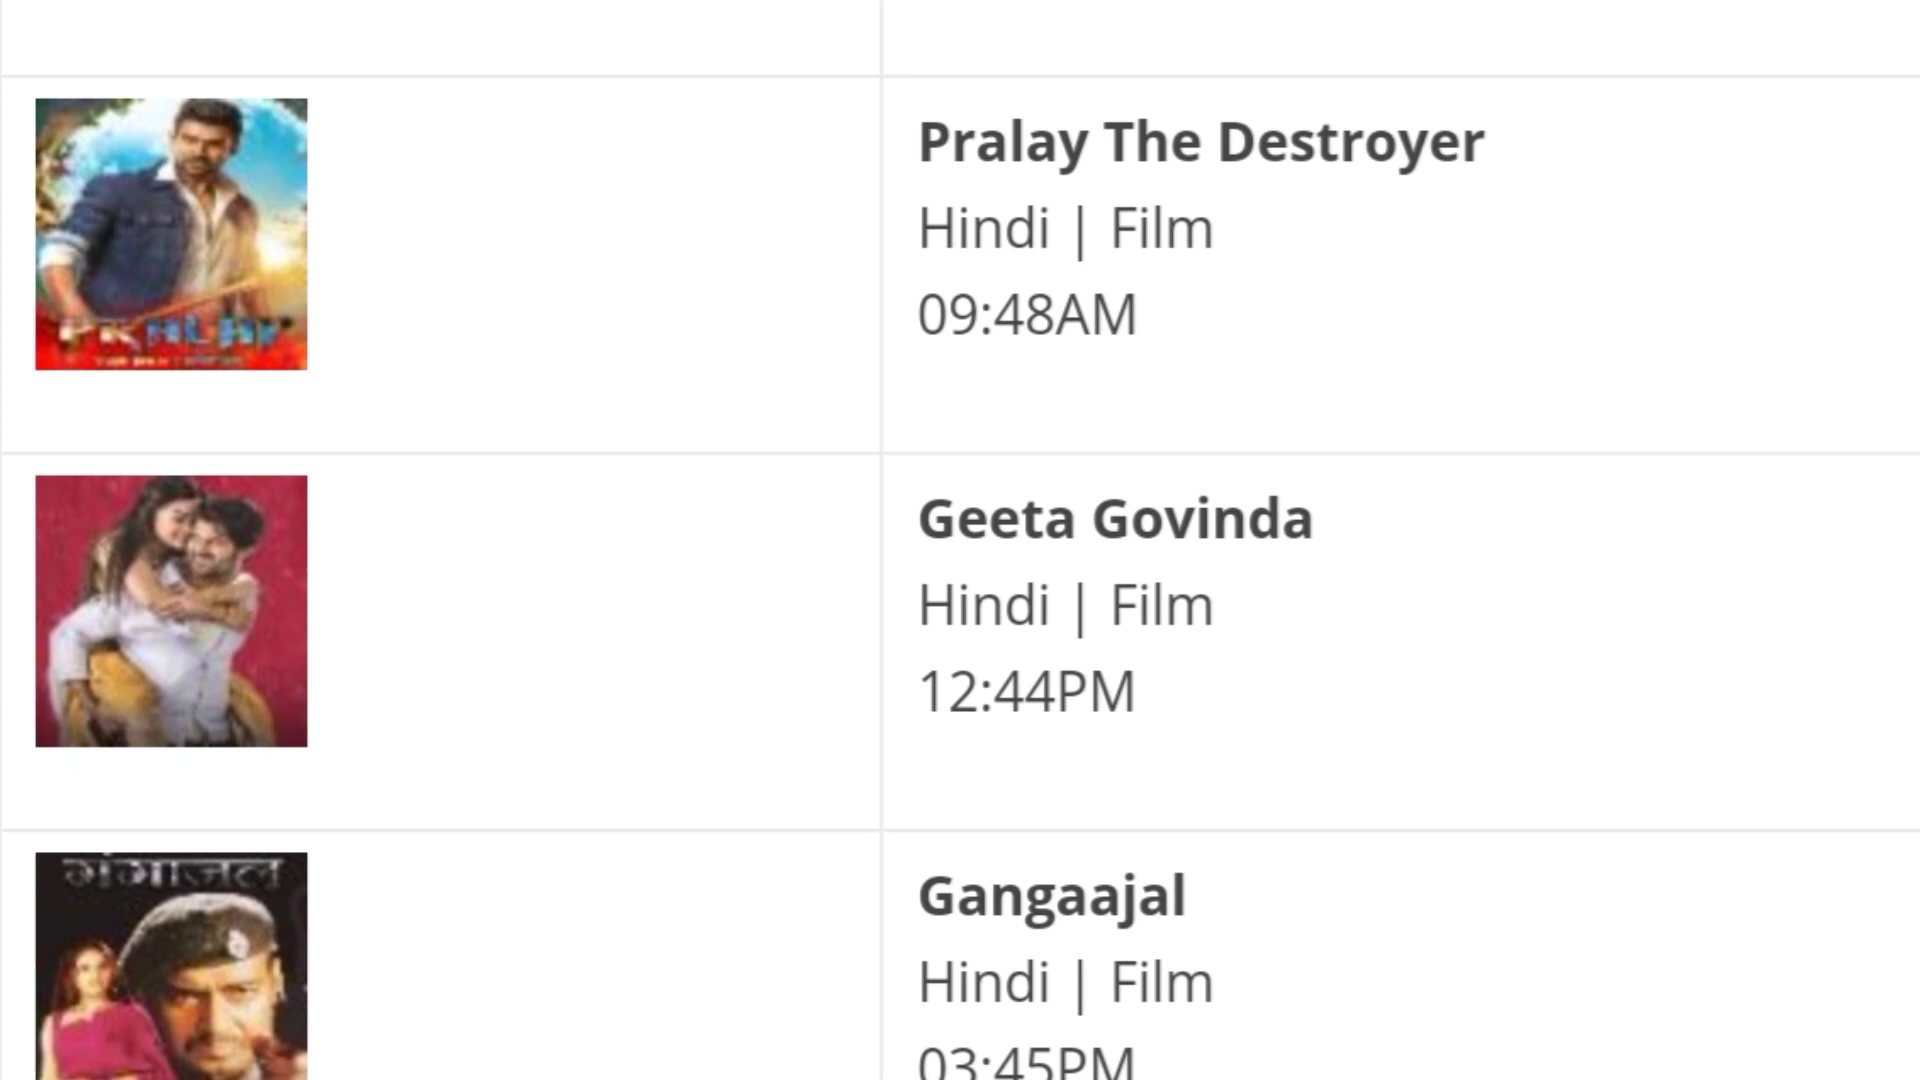 PRALAY
Pralay The Destroyer
Hindi | Film
09:48AM
Geeta Govinda
Hindi | Film
12:44PM
गंगाजल
Gangaajal
Hindi | Film
03:45PM